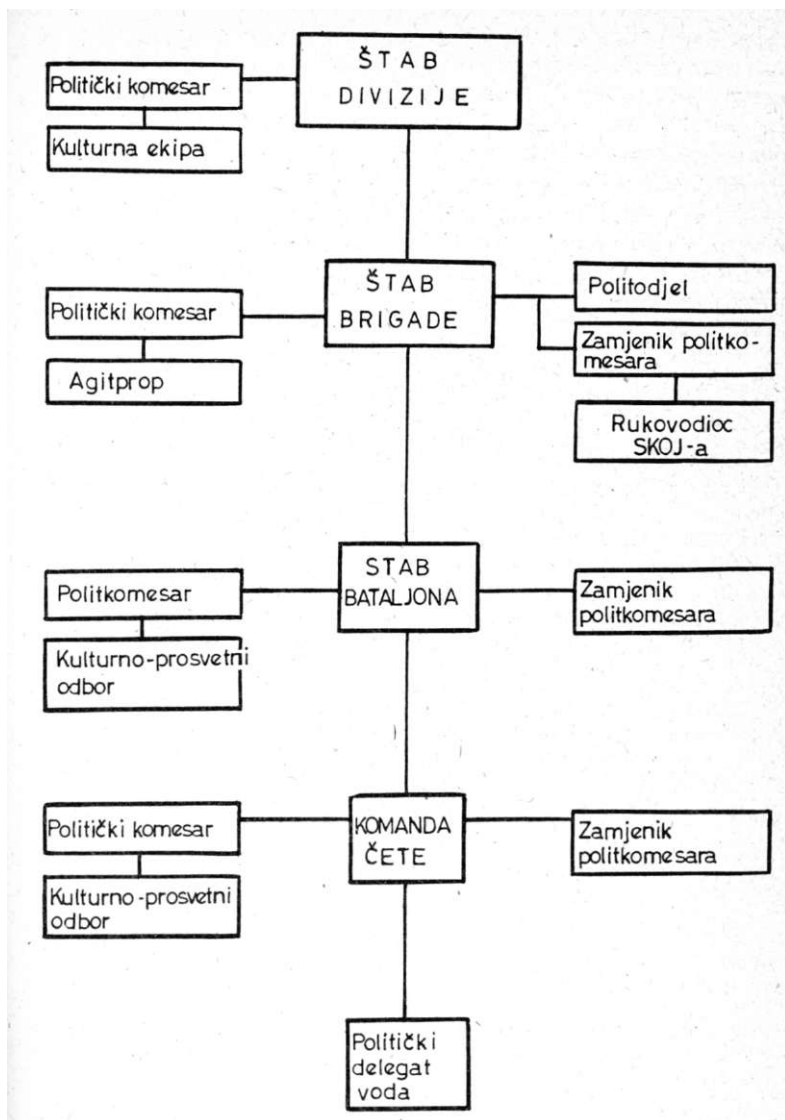 ŠTAB
DIVIZIJE
Politički komesar
Kulturna ekipa
ŠTAB
BRIGADE
Politički komesar
Agitprop
Politodjel
Zamjenik politko-
mesara
Rukovodioc
SKOJ-a
STAB
BATALJONA
Politkomesar
Kulturno-prosvetni
odbor
Zamjenik
politkomesara
KOMANDA
ČETE
Politički komesar
Kulturno-prosvetni
odbor
Zamjenik
politkomesara
Politički
delegat
voda